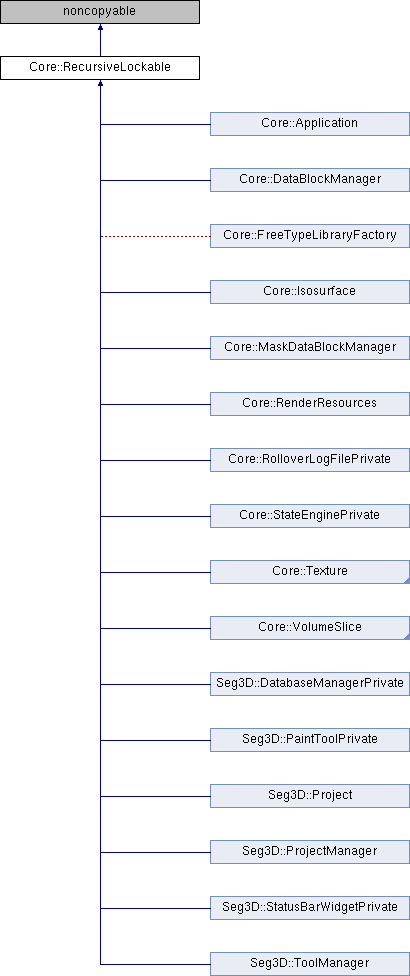 noncopyable
Core::RecursiveLockable
Core::Application
Core::DataBlockManager
Core::FreeTypeLibraryFactory
Core::Isosurface
Core::MaskDataBlockManager
Core::RenderResources
Core::RolloverLogFilePrivate
Core::StateEnginePrivate
Core::Texture
Core::VolumeSlice
Seg3D::DatabaseManagerPrivate
Seg3D::PaintToolPrivate
Seg3D::Project
Seg3D::ProjectManager
Seg3D::StatusBarWidgetPrivate
Seg3D::ToolManager